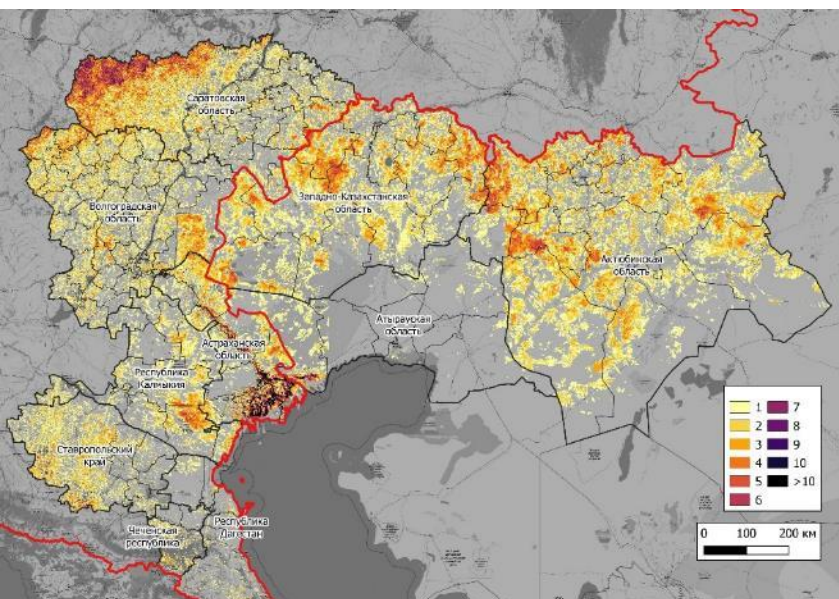 Саратовская
область
Волгоградская
область
Западно-Казахстанская
область
Актюбинская
область
Атырауская
область
Астраханская
область
Республика
Калмыкия
Ставропольский
край
Чеченская
республика
Республика
Дагестан
1 7
2 8
3 9
4 10
5 >10
6
0 100 200 км